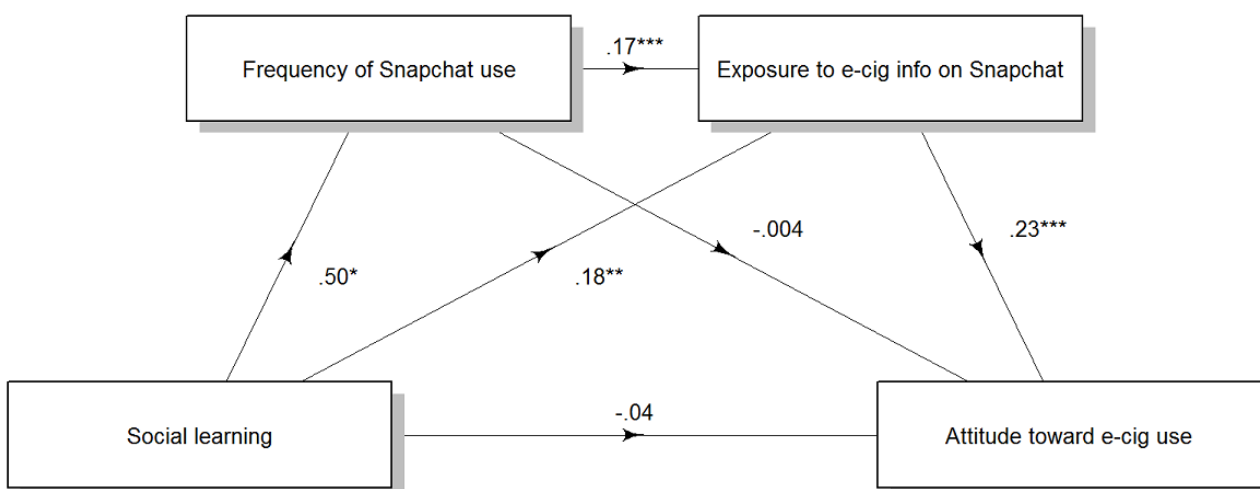 .17***
Frequency of Snapchat use
Exposure to e-cig info on Snapchat
-.004
.23***
.50*
.18**
-.04
Social learning
Attitude toward e-cig use